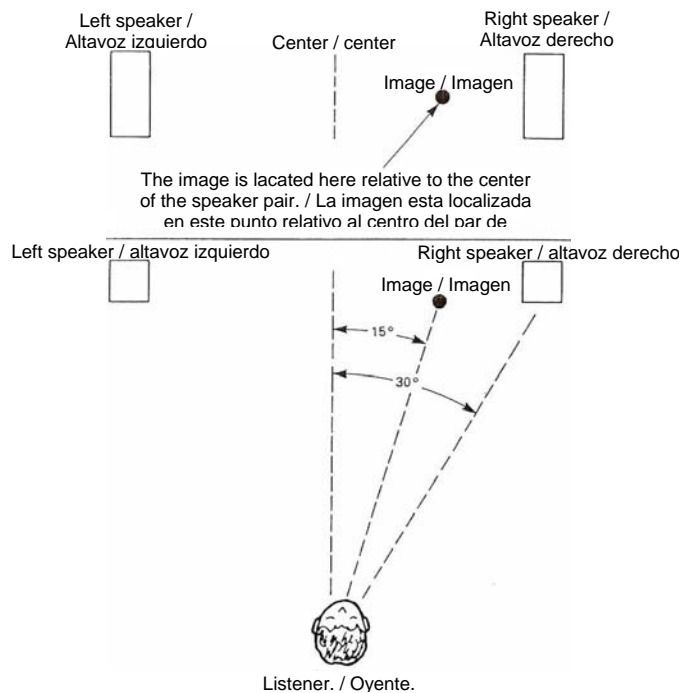 Left speaker /
Altavoz izquierdo
Center / center
Right speaker /
Altavoz derecho
Image / Imagen
The image is lacated here relative to the center
of the speaker pair. / La imagen esta localizada
en este punto relativo al centro del par de
Left speaker / altavoz izquierdo
Right speaker / altavoz derecho
Image / Imagen
15°
30°
Listener. / Oyente.